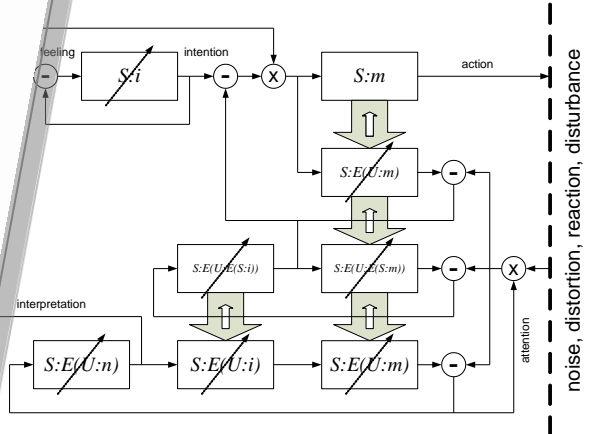 feeling
intention
- S:i - x S:m
action
S:E(U:m) -
S:E(U:E(S:i)) S:E(U:E(S:m)) - x
interpretation
S:E(U:n) S:E(U:i) S:E(U:m) -
attention
noise, distortion, reaction, disturbance